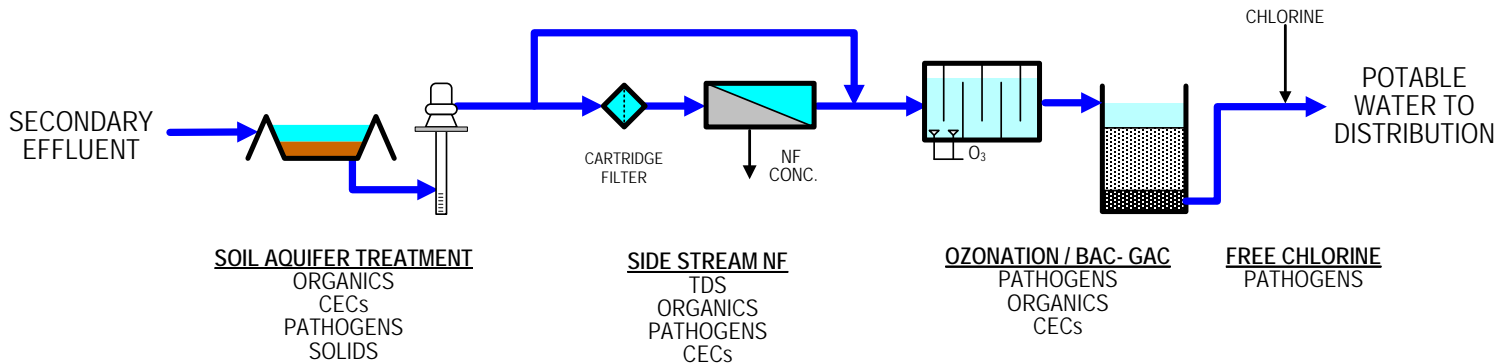 CHLORINE
SECONDARY
EFFLUENT
POTABLE
WATER TO
DISTRIBUTION
CARTRIDGE
FILTER
NF
CONC.
O₃
SOIL AQUIFER TREATMENT
ORGANICS
CECs
PATHOGENS
SOLIDS
SIDE STREAM NF
TDS
ORGANICS
PATHOGENS
CECs
OZONATION / BAC- GAC
PATHOGENS
ORGANICS
CECs
FREE CHLORINE
PATHOGENS